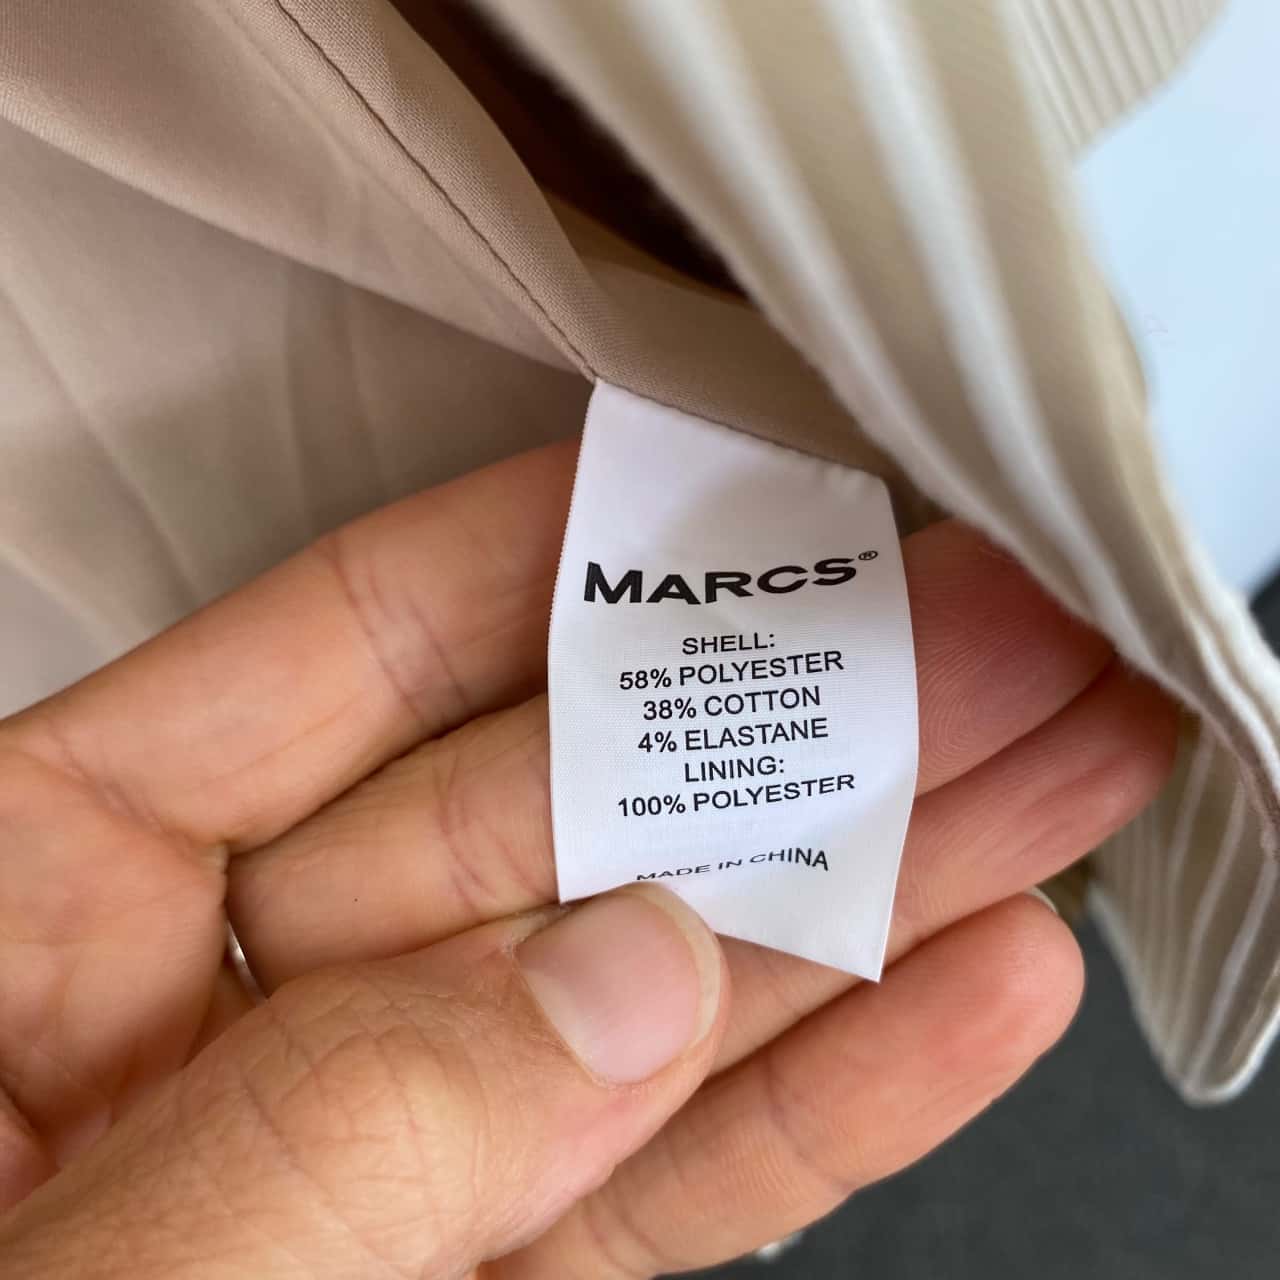 MARCS®
SHELL:
58% POLYESTER
38% COTTON
4% ELASTANE
LINING:
100% POLYESTER
MADE IN CHINA